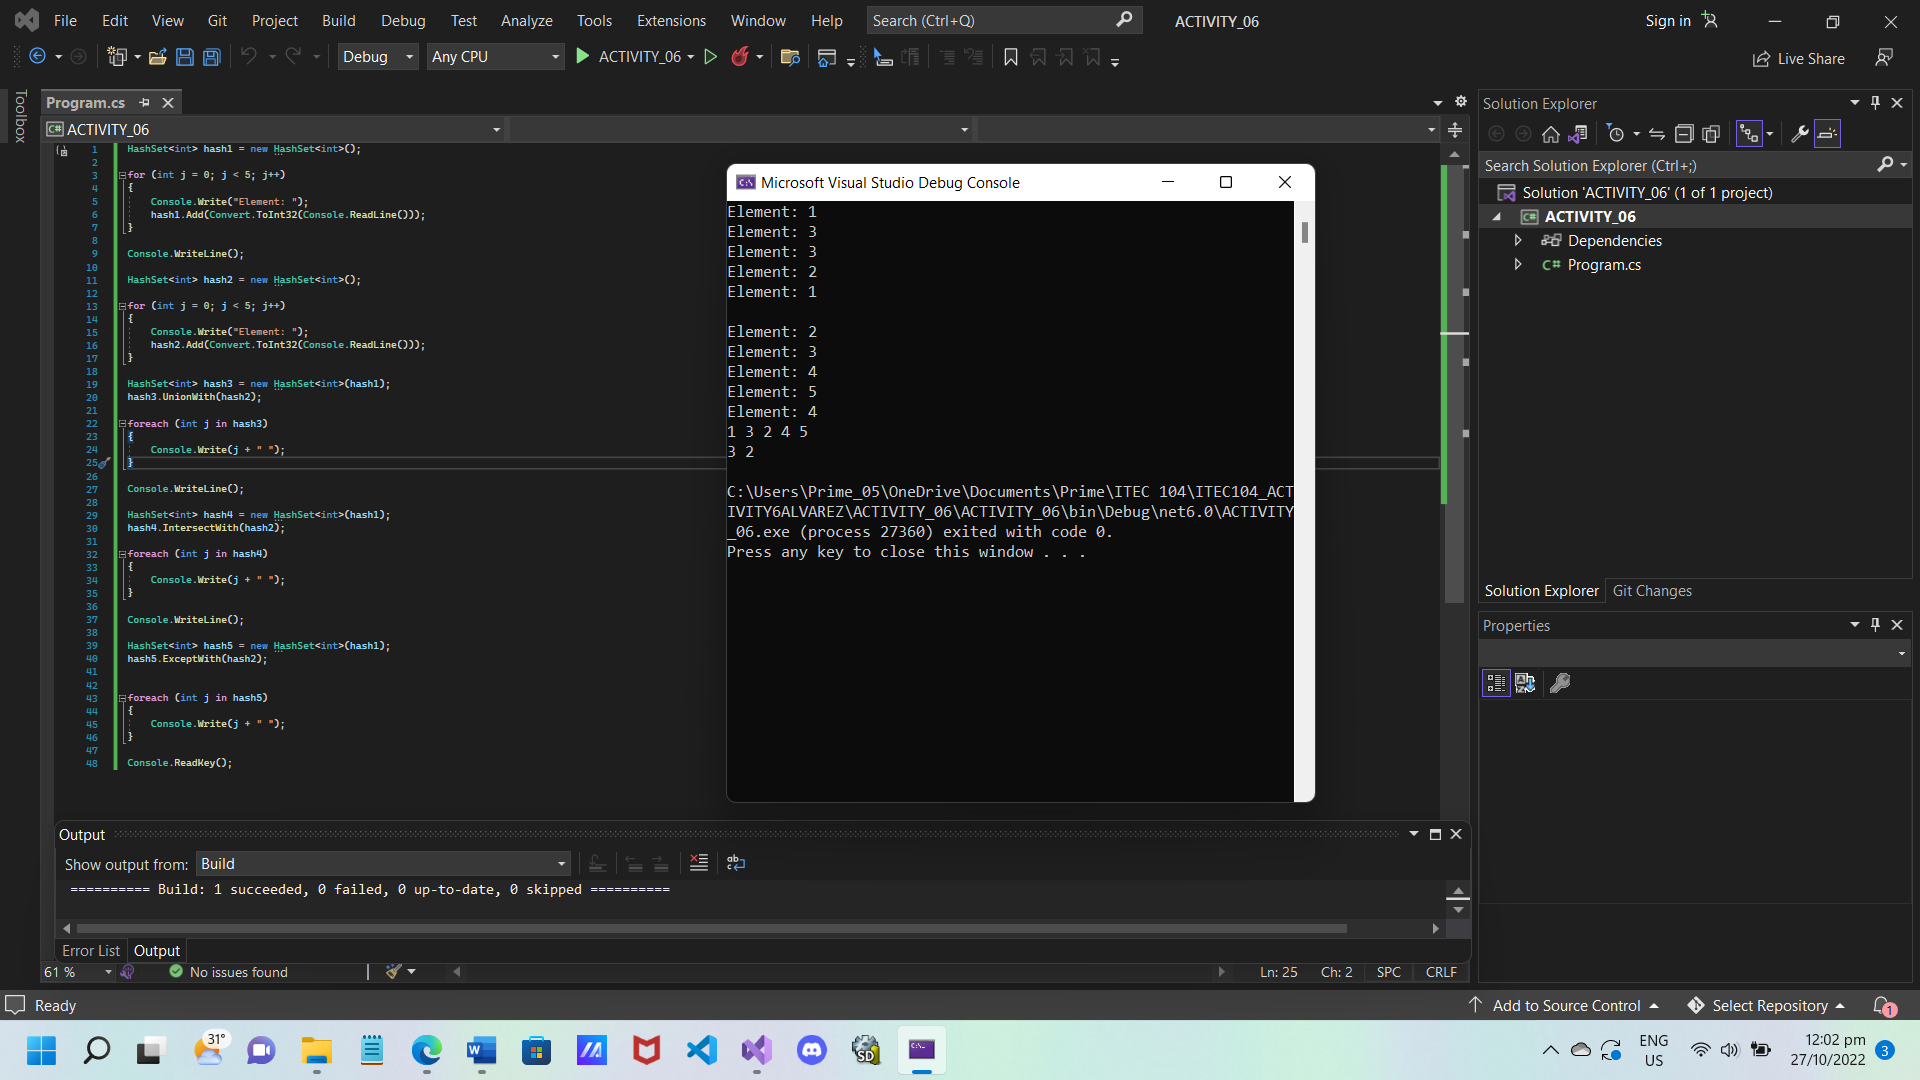 File Edit View Git Project Build Debug Test Analyze Tools Extensions Window Help Search (Ctrl+Q) ACTIVITY_06 Sign in
Debug Any CPU ACTIVITY_06 Live Share
Toolbox
Program.cs
ACTIVITY_06
1 HashSet<int> hash1 = new HashSet<int>();
2
3 for (int j = 0; j < 5; j++)
4 {
5 Console.Write("Element: ");
6 hash1.Add(Convert.ToInt32(Console.ReadLine()));
7 }
8
9 Console.WriteLine();
10
11 HashSet<int> hash2 = new HashSet<int>();
12
13 for (int j = 0; j < 5; j++)
14 {
15 Console.Write("Element: ");
16 hash2.Add(Convert.ToInt32(Console.ReadLine()));
17 }
18
19 HashSet<int> hash3 = new HashSet<int>(hash1);
20 hash3.UnionWith(hash2);
21
22 foreach (int j in hash3)
23 {
24 Console.Write(j + " ");
25 }
26
27 Console.WriteLine();
28
29 HashSet<int> hash4 = new HashSet<int>(hash1);
30 hash4.IntersectWith(hash2);
31
32 foreach (int j in hash4)
33 {
34 Console.Write(j + " ");
35 }
36
37 Console.WriteLine();
38
39 HashSet<int> hash5 = new HashSet<int>(hash1);
40 hash5.ExceptWith(hash2);
41
42
43 foreach (int j in hash5)
44 {
45 Console.Write(j + " ");
46 }
47
48 Console.ReadKey();
Microsoft Visual Studio Debug Console
Element: 1
Element: 3
Element: 3
Element: 2
Element: 1
Element: 2
Element: 3
Element: 4
Element: 5
Element: 4
1 3 2 4 5
3 2
C:\Users\Prime_05\OneDrive\Documents\Prime\ITEC 104\ITEC104_ACT
IVITY6ALVAREZ\ACTIVITY_06\ACTIVITY_06\bin\Debug\net6.0\ACTIVITY
_06.exe (process 27360) exited with code 0.
Press any key to close this window . . .
Solution Explorer
Search Solution Explorer (Ctrl+;)
Solution 'ACTIVITY_06' (1 of 1 project)
C# ACTIVITY_06
Dependencies
C# Program.cs
Solution Explorer Git Changes
Properties
Output
Show output from: Build
========== Build: 1 succeeded, 0 failed, 0 up-to-date, 0 skipped ==========
Error List Output
61 % No issues found Ln: 25 Ch: 2 SPC CRLF
Ready Add to Source Control Select Repository 1
31° SD ENG US 12:02 pm 27/10/2022 3